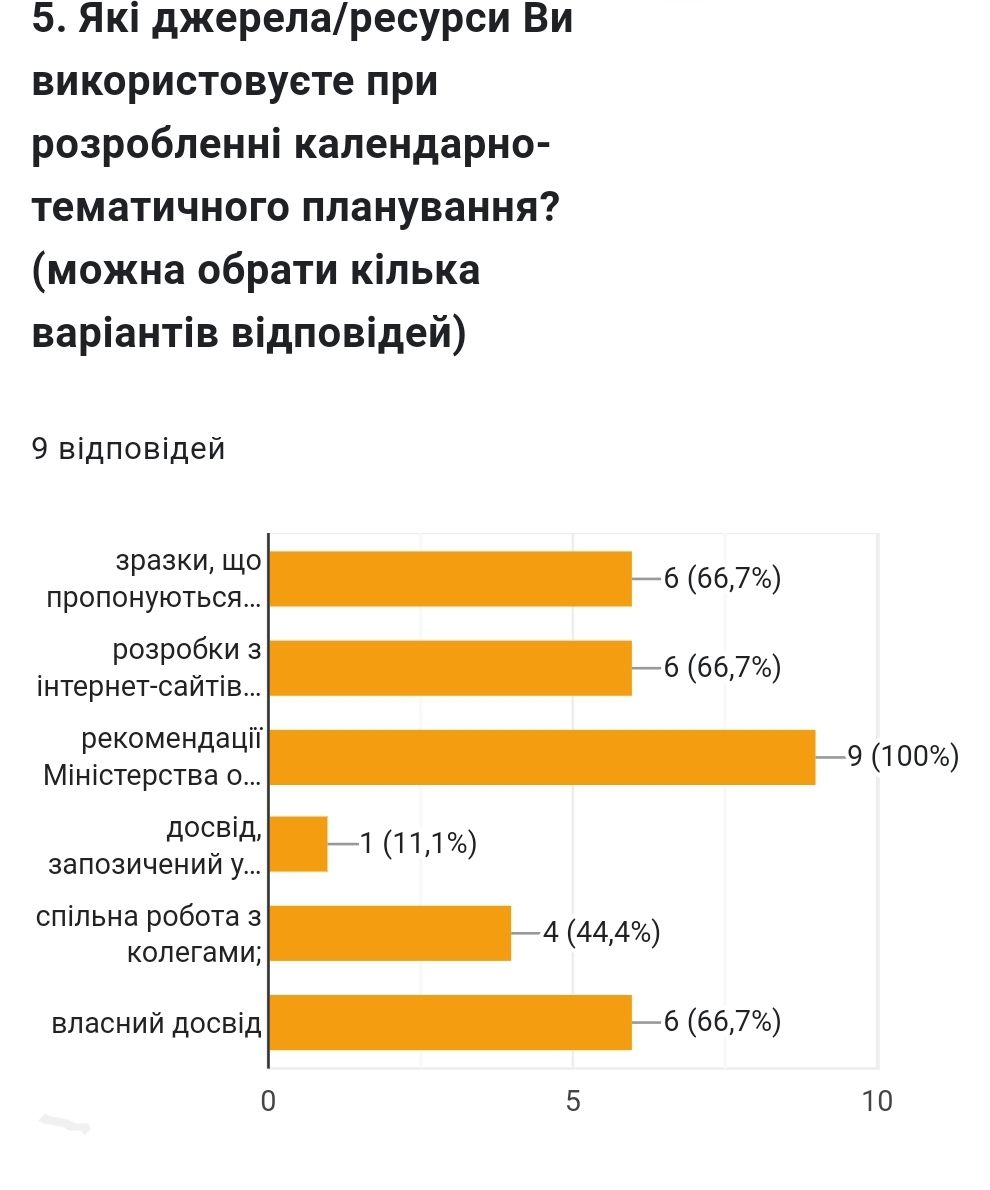 5. Які джерела/ресурси Ви
використовуєте при
розробленні календарно-
тематичного планування?
(можна обрати кілька
варіантів відповідей)
9 відповідей
зразки, що
пропонуються…
6 (66,7%)
розробки з
інтернет-сайтів…
6 (66,7%)
рекомендації
Міністерства о…
9 (100%)
досвід,
запозичений у…
1 (11,1%)
спільна робота з
колегами;
4 (44,4%)
власний досвід
6 (66,7%)
0 5 10